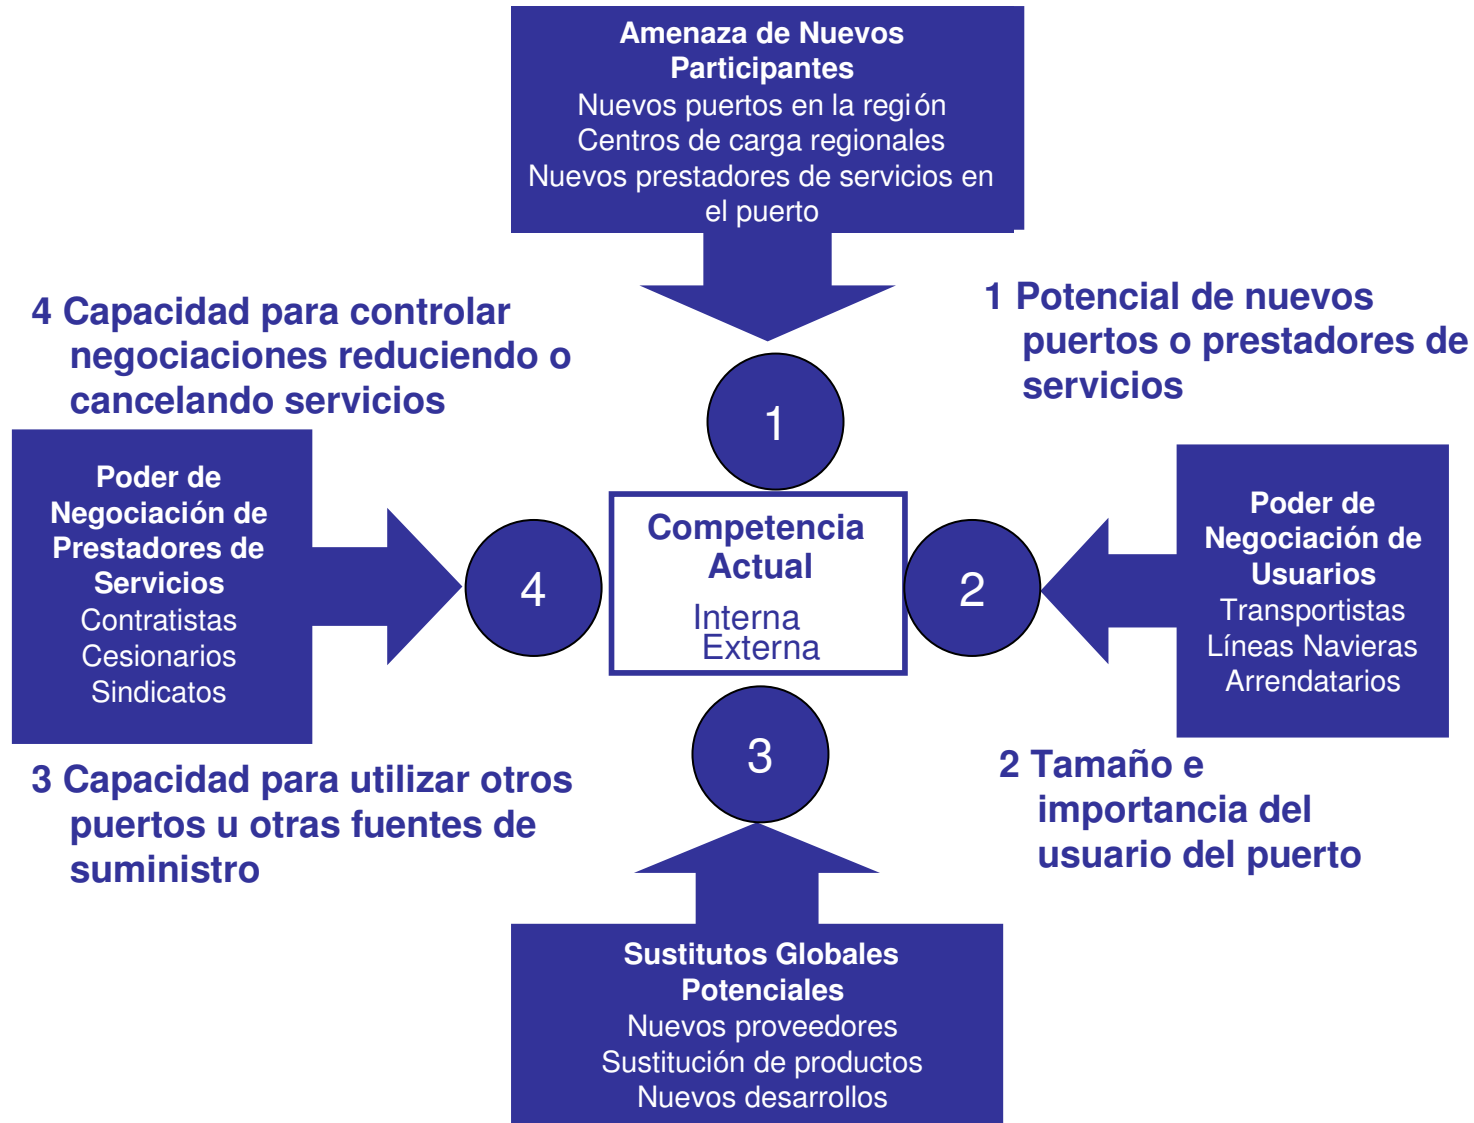 Amenaza de Nuevos
Participantes
Nuevos puertos en la región
Centros de carga regionales
Nuevos prestadores de servicios en
el puerto
4 Capacidad para controlar
negociaciones reduciendo o
cancelando servicios
1 Potencial de nuevos
puertos o prestadores de
servicios
1
Poder de
Negociación de
Prestadores de
Servicios
Contratistas
Cesionarios
Sindicatos
4
Competencia
Actual
Interna
Externa
2
Poder de
Negociación de
Usuarios
Transportistas
Líneas Navieras
Arrendatarios
3
3 Capacidad para utilizar otros
puertos u otras fuentes de
suministro
2 Tamaño e
importancia del
usuario del puerto
Sustitutos Globales
Potenciales
Nuevos proveedores
Sustitución de productos
Nuevos desarrollos